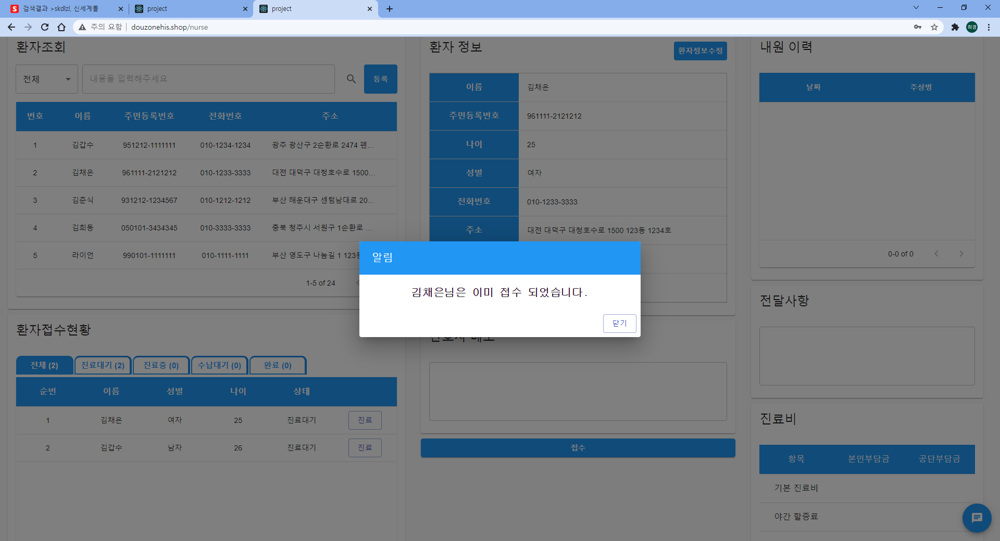 검색결과 >skdlzl, 신세계몰
project
project
주의 요함
douzonehis.shop/nurse
희경
환자조회
전체
내용을 입력해주세요
등록
번호 이름 주민등록번호 전화번호 주소
1 김갑수 951212-1111111 010-1234-1234 광주 광산구 2순환로 2474 펜...
2 김채은 961111-2121212 010-1233-3333 대전 대덕구 대청호수로 1500...
3 김춘식 931212-1234567 010-1212-1212 부산 해운대구 센텀남대로 20...
4 김희동 050101-3434345 010-3333-3333 충북 청주시 서원구 1순환로 ...
5 라이언 990101-1111111 010-1111-1111 부산 영도구 나눔길 1 123
1-5 of 24
환자접수현황
전체 (2) 진료대기 (2) 진료중 (0) 수납대기 (0) 완료 (0)
순번 이름 성별 나이 상태
1 김채은 여자 25 진료대기 진료
2 김갑수 남자 26 진료대기 진료
환자 정보
환자정보수정
이름 김채은
주민등록번호 961111-2121212
나이 25
성별 여자
전화번호 010-1233-3333
주소 대전 대덕구 대청호수로 1500 123동 1234호
알림
김채은님은 이미 접수 되었습니다.
닫기
접수
내원 이력
날짜 주상병
0-0 of 0
전달사항
진료비
항목 본인부담금 공단부담금
기본 진료비
야간 할증료